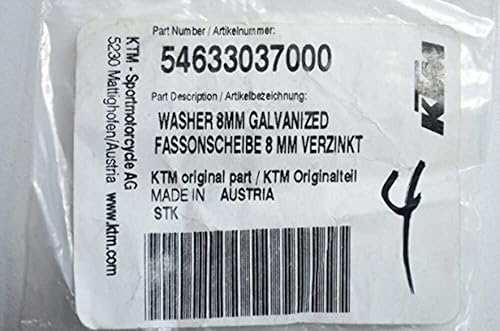 Part Number / Artikelnummer:
54633037000
Part Description / Artikelbezeichnung:
WASHER 8MM GALVANIZED
FASSONSCHEIBE 8 MM VERZINKT
KTM original part / KTM Originalteil
MADE IN AUSTRIA
STK
KTM - Sportmotorcycle AG
5230 Mattighofen/Austria
www.ktm.com
KTM
4